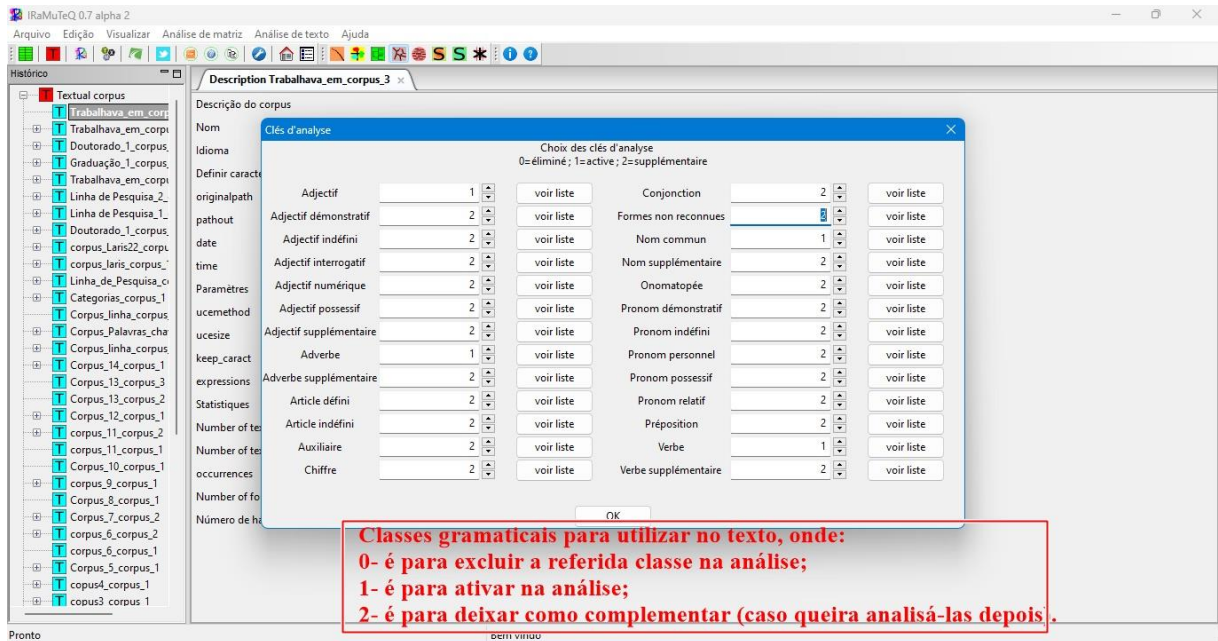 IRaMuTeQ 0.7 alpha 2
Arquivo Edição Visualizar Análise de matriz Análise de texto Ajuda
Histórico
Textual corpus
Trabalhava_em_corp
Trabalhava_em_corpu
Doutorado_1_corpus_
Graduação_1_corpus_
Trabalhava_em_corpu
Linha de Pesquisa_2_
Linha de Pesquisa_1_
Doutorado_1_corpus_
corpus_Laris22_corpu
corpus_laris_corpus_
Linha_de_Pesquisa_c
Categorias_corpus_1
Corpus_linha_corpus_
Corpus_Palavras_cha
Corpus_linha_corpus_
Corpus_14_corpus_1
Corpus_13_corpus_3
Corpus_13_corpus_2
Corpus_12_corpus_1
corpus_11_corpus_2
corpus_11_corpus_1
Corpus_10_corpus_1
corpus_9_corpus_1
Corpus_8_corpus_1
Corpus_7_corpus_2
corpus_6_corpus_2
corpus_6_corpus_1
Corpus_5_corpus_1
copus4_corpus_1
copus3_corpus_1
Description Trabalhava_em_corpus_3
Descrição do corpus
Nom
Idioma
Definir caracte
originalpath
pathout
date
time
Paramètres
ucemethod
ucesize
keep_caract
expressions
Statistiques
Number of te
Number of te
occurrences
Number of fo
Número de ha
Clés d'analyse
Choix des clés d'analyse
0=éliminé ; 1=active ; 2=supplémentaire
Adjectif 1 voir liste Conjonction 2 voir liste
Adjectif démonstratif 2 voir liste Formes non reconnues 2 voir liste
Adjectif indéfini 2 voir liste Nom commun 1 voir liste
Adjectif interrogatif 2 voir liste Nom supplémentaire 2 voir liste
Adjectif numérique 2 voir liste Onomatopée 2 voir liste
Adjectif possessif 2 voir liste Pronom démonstratif 2 voir liste
Adjectif supplémentaire 2 voir liste Pronom indéfini 2 voir liste
Adverbe 1 voir liste Pronom personnel 2 voir liste
Adverbe supplémentaire 2 voir liste Pronom possessif 2 voir liste
Article défini 2 voir liste Pronom relatif 2 voir liste
Article indéfini 2 voir liste Préposition 2 voir liste
Auxiliaire 2 voir liste Verbe 1 voir liste
Chiffre 2 voir liste Verbe supplémentaire 2 voir liste
OK
Classes gramaticais para utilizar no texto, onde:
0- é para excluir a referida classe na análise;
1- é para ativar na análise;
2- é para deixar como complementar (caso queira analisá-las depois).
Pronto Bem vindo